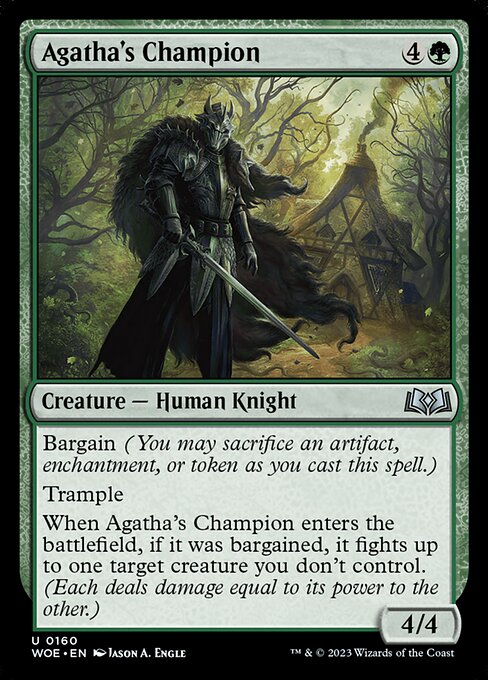 Agatha's Champion 4
Creature — Human Knight
Bargain (You may sacrifice an artifact,
enchantment, or token as you cast this spell.)
Trample
When Agatha's Champion enters the
battlefield, if it was bargained, it fights up
to one target creature you don't control.
(Each deals damage equal to its power to the
other.)
4/4
U 0160
WOE • EN Jason A. Engle
™ & © 2023 Wizards of the Coast